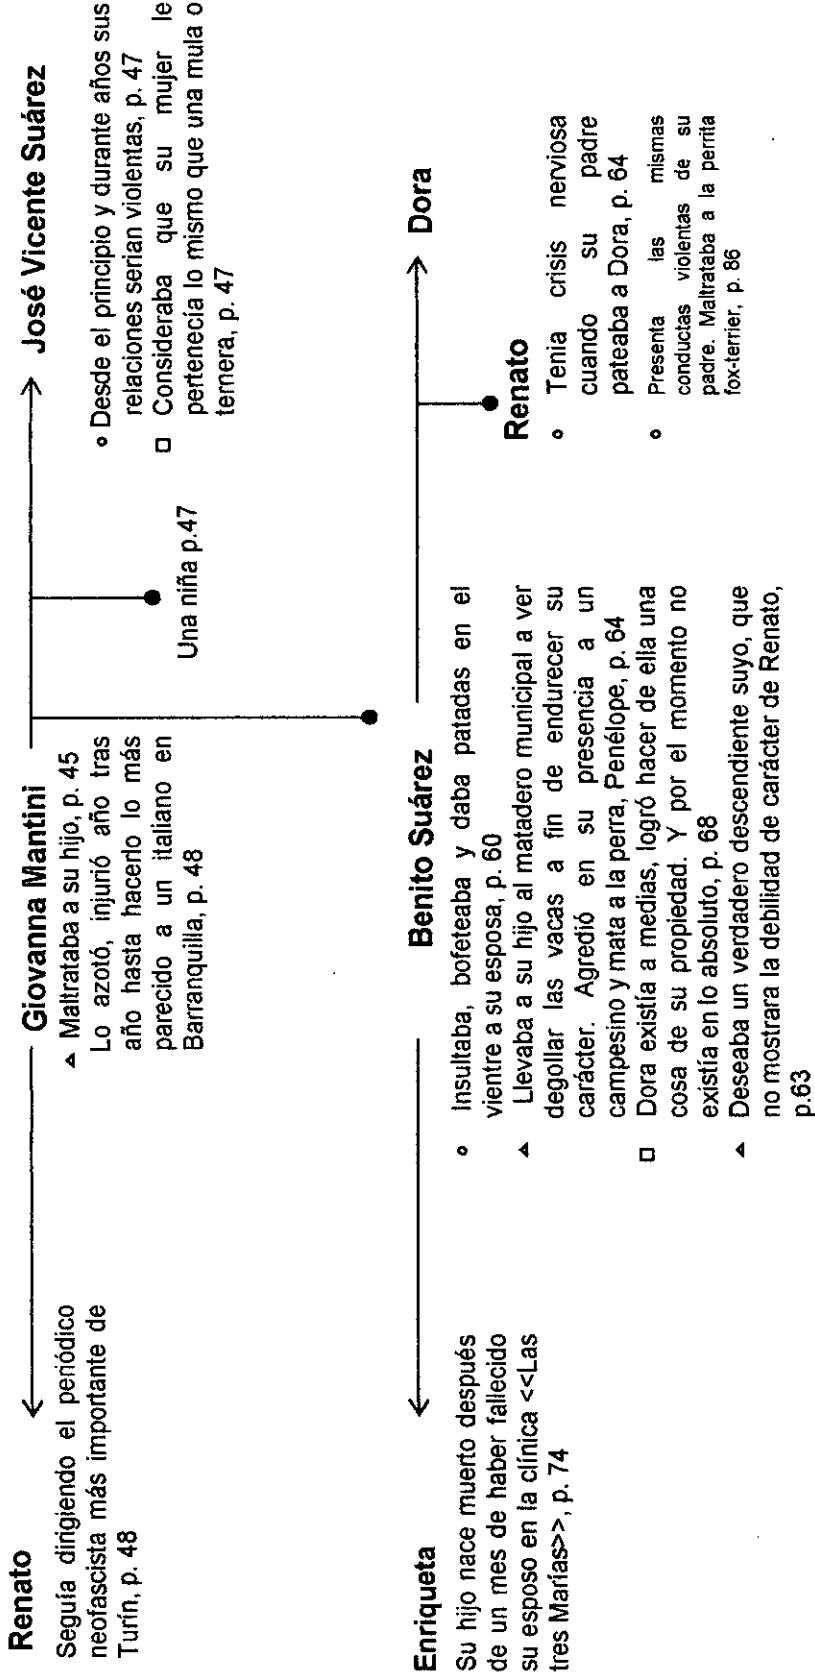 Renato
Seguía dirigiendo el periódico
neofascista más importante de
Turín, p. 48
Giovanna Mantini
▵ Maltrataba a su hijo, p. 45
Lo azotó, injurió año tras
año hasta hacerlo lo más
parecido a un italiano en
Barranquilla, p. 48
Una niña p.47
José Vicente Suárez
o Desde el principio y durante años sus
relaciones serian violentas, p. 47
□ Consideraba que su mujer le
pertenecía lo mismo que una mula o
ternera, p. 47
Enriqueta
Su hijo nace muerto después
de un mes de haber fallecido
su esposo en la clínica <<Las
tres Marías>>, p. 74
Benito Suárez
o Insultaba, bofeteaba y daba patadas en el
vientre a su esposa, p. 60
▵ Llevaba a su hijo al matadero municipal a ver
degollar las vacas a fin de endurecer su
carácter. Agredió en su presencia a un
campesino y mata a la perra, Penélope, p. 64
□ Dora existía a medias, logró hacer de ella una
cosa de su propiedad. Y por el momento no
existía en lo absoluto, p. 68
▵ Deseaba un verdadero descendiente suyo, que
no mostrara la debilidad de carácter de Renato,
p.63
Dora
Renato
o Tenia crisis nerviosa
cuando su padre
pateaba a Dora, p. 64
o Presenta las mismas
conductas violentas de su
padre. Maltrataba a la perrita
fox-terrier, p. 86